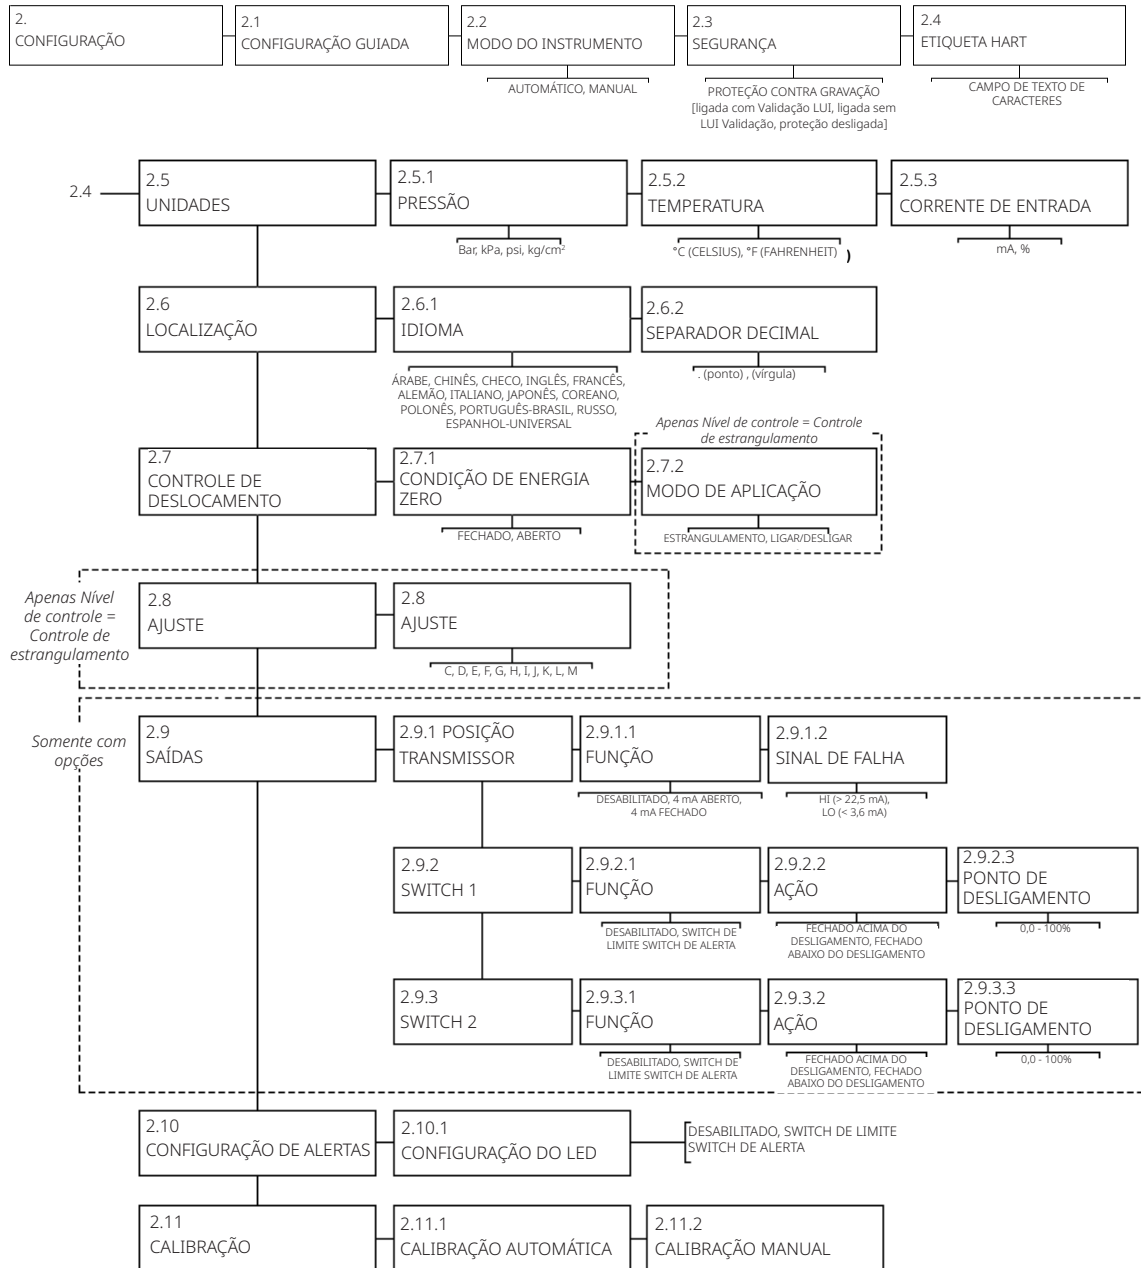 2.
CONFIGURAÇÃO
2.1
CONFIGURAÇÃO GUIADA
2.2
MODO DO INSTRUMENTO
2.3
SEGURANÇA
2.4
ETIQUETA HART
AUTOMÁTICO, MANUAL
PROTEÇÃO CONTRA GRAVAÇÃO
[ligada com Validação LUI, ligada sem
LUI Validação, proteção desligada]
CAMPO DE TEXTO DE
CARACTERES
2.4
2.5
UNIDADES
2.5.1
PRESSÃO
2.5.2
TEMPERATURA
2.5.3
CORRENTE DE ENTRADA
Bar, kPa, psi, kg/cm²
°C (CELSIUS), °F (FAHRENHEIT) )
mA, %
2.6
LOCALIZAÇÃO
2.6.1
IDIOMA
2.6.2
SEPARADOR DECIMAL
ÁRABE, CHINÊS, CHECO, INGLÊS, FRANCÊS,
ALEMÃO, ITALIANO, JAPONÊS, COREANO,
POLONÊS, PORTUGUÊS-BRASIL, RUSSO,
ESPANHOL-UNIVERSAL
. (ponto) , (vírgula)
Apenas Nível de controle = Controle
de estrangulamento
2.7
CONTROLE DE
DESLOCAMENTO
2.7.1
CONDIÇÃO DE ENERGIA
ZERO
2.7.2
MODO DE APLICAÇÃO
FECHADO, ABERTO
ESTRANGULAMENTO, LIGAR/DESLIGAR
Apenas Nível
de controle =
Controle de
estrangulamento
2.8
AJUSTE
2.8
AJUSTE
C, D, E, F, G, H, I, J, K, L, M
Somente com
opções
2.9
SAÍDAS
2.9.1 POSIÇÃO
TRANSMISSOR
2.9.1.1
FUNÇÃO
2.9.1.2
SINAL DE FALHA
DESABILITADO, 4 mA ABERTO,
4 mA FECHADO
HI (> 22,5 mA),
LO (< 3,6 mA)
2.9.2
SWITCH 1
2.9.2.1
FUNÇÃO
2.9.2.2
AÇÃO
2.9.2.3
PONTO DE
DESLIGAMENTO
DESABILITADO, SWITCH DE
LIMITE SWITCH DE ALERTA
FECHADO ACIMA DO
DESLIGAMENTO, FECHADO
ABAIXO DO DESLIGAMENTO
0,0 - 100%
2.9.3
SWITCH 2
2.9.3.1
FUNÇÃO
2.9.3.2
AÇÃO
2.9.3.3
PONTO DE
DESLIGAMENTO
DESABILITADO, SWITCH DE
LIMITE SWITCH DE ALERTA
FECHADO ACIMA DO
DESLIGAMENTO, FECHADO
ABAIXO DO DESLIGAMENTO
0,0 - 100%
2.10
CONFIGURAÇÃO DE ALERTAS
2.10.1
CONFIGURAÇÃO DO LED
DESABILITADO, SWITCH DE LIMITE
SWITCH DE ALERTA
2.11
CALIBRAÇÃO
2.11.1
CALIBRAÇÃO AUTOMÁTICA
2.11.2
CALIBRAÇÃO MANUAL